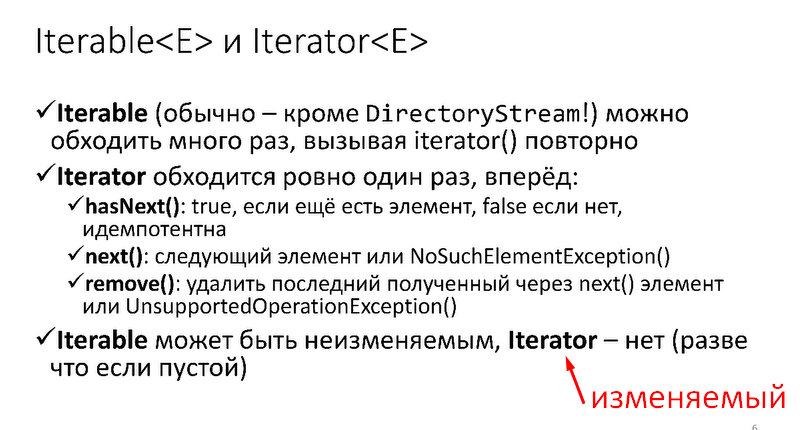 Iterable<E> и Iterator<E>
✓Iterable (обычно – кроме DirectoryStream!) можно
обходить много раз, вызывая iterator() повторно
✓Iterator обходится ровно один раз, вперёд:
✓hasNext(): true, если ещё есть элемент, false если нет,
идемпотентна
✓next(): следующий элемент или NoSuchElementException()
✓remove(): удалить последний полученный через next() элемент
или UnsupportedOperationException()
✓Iterable может быть неизменяемым, Iterator – нет (разве
что если пустой)
изменяемый
6